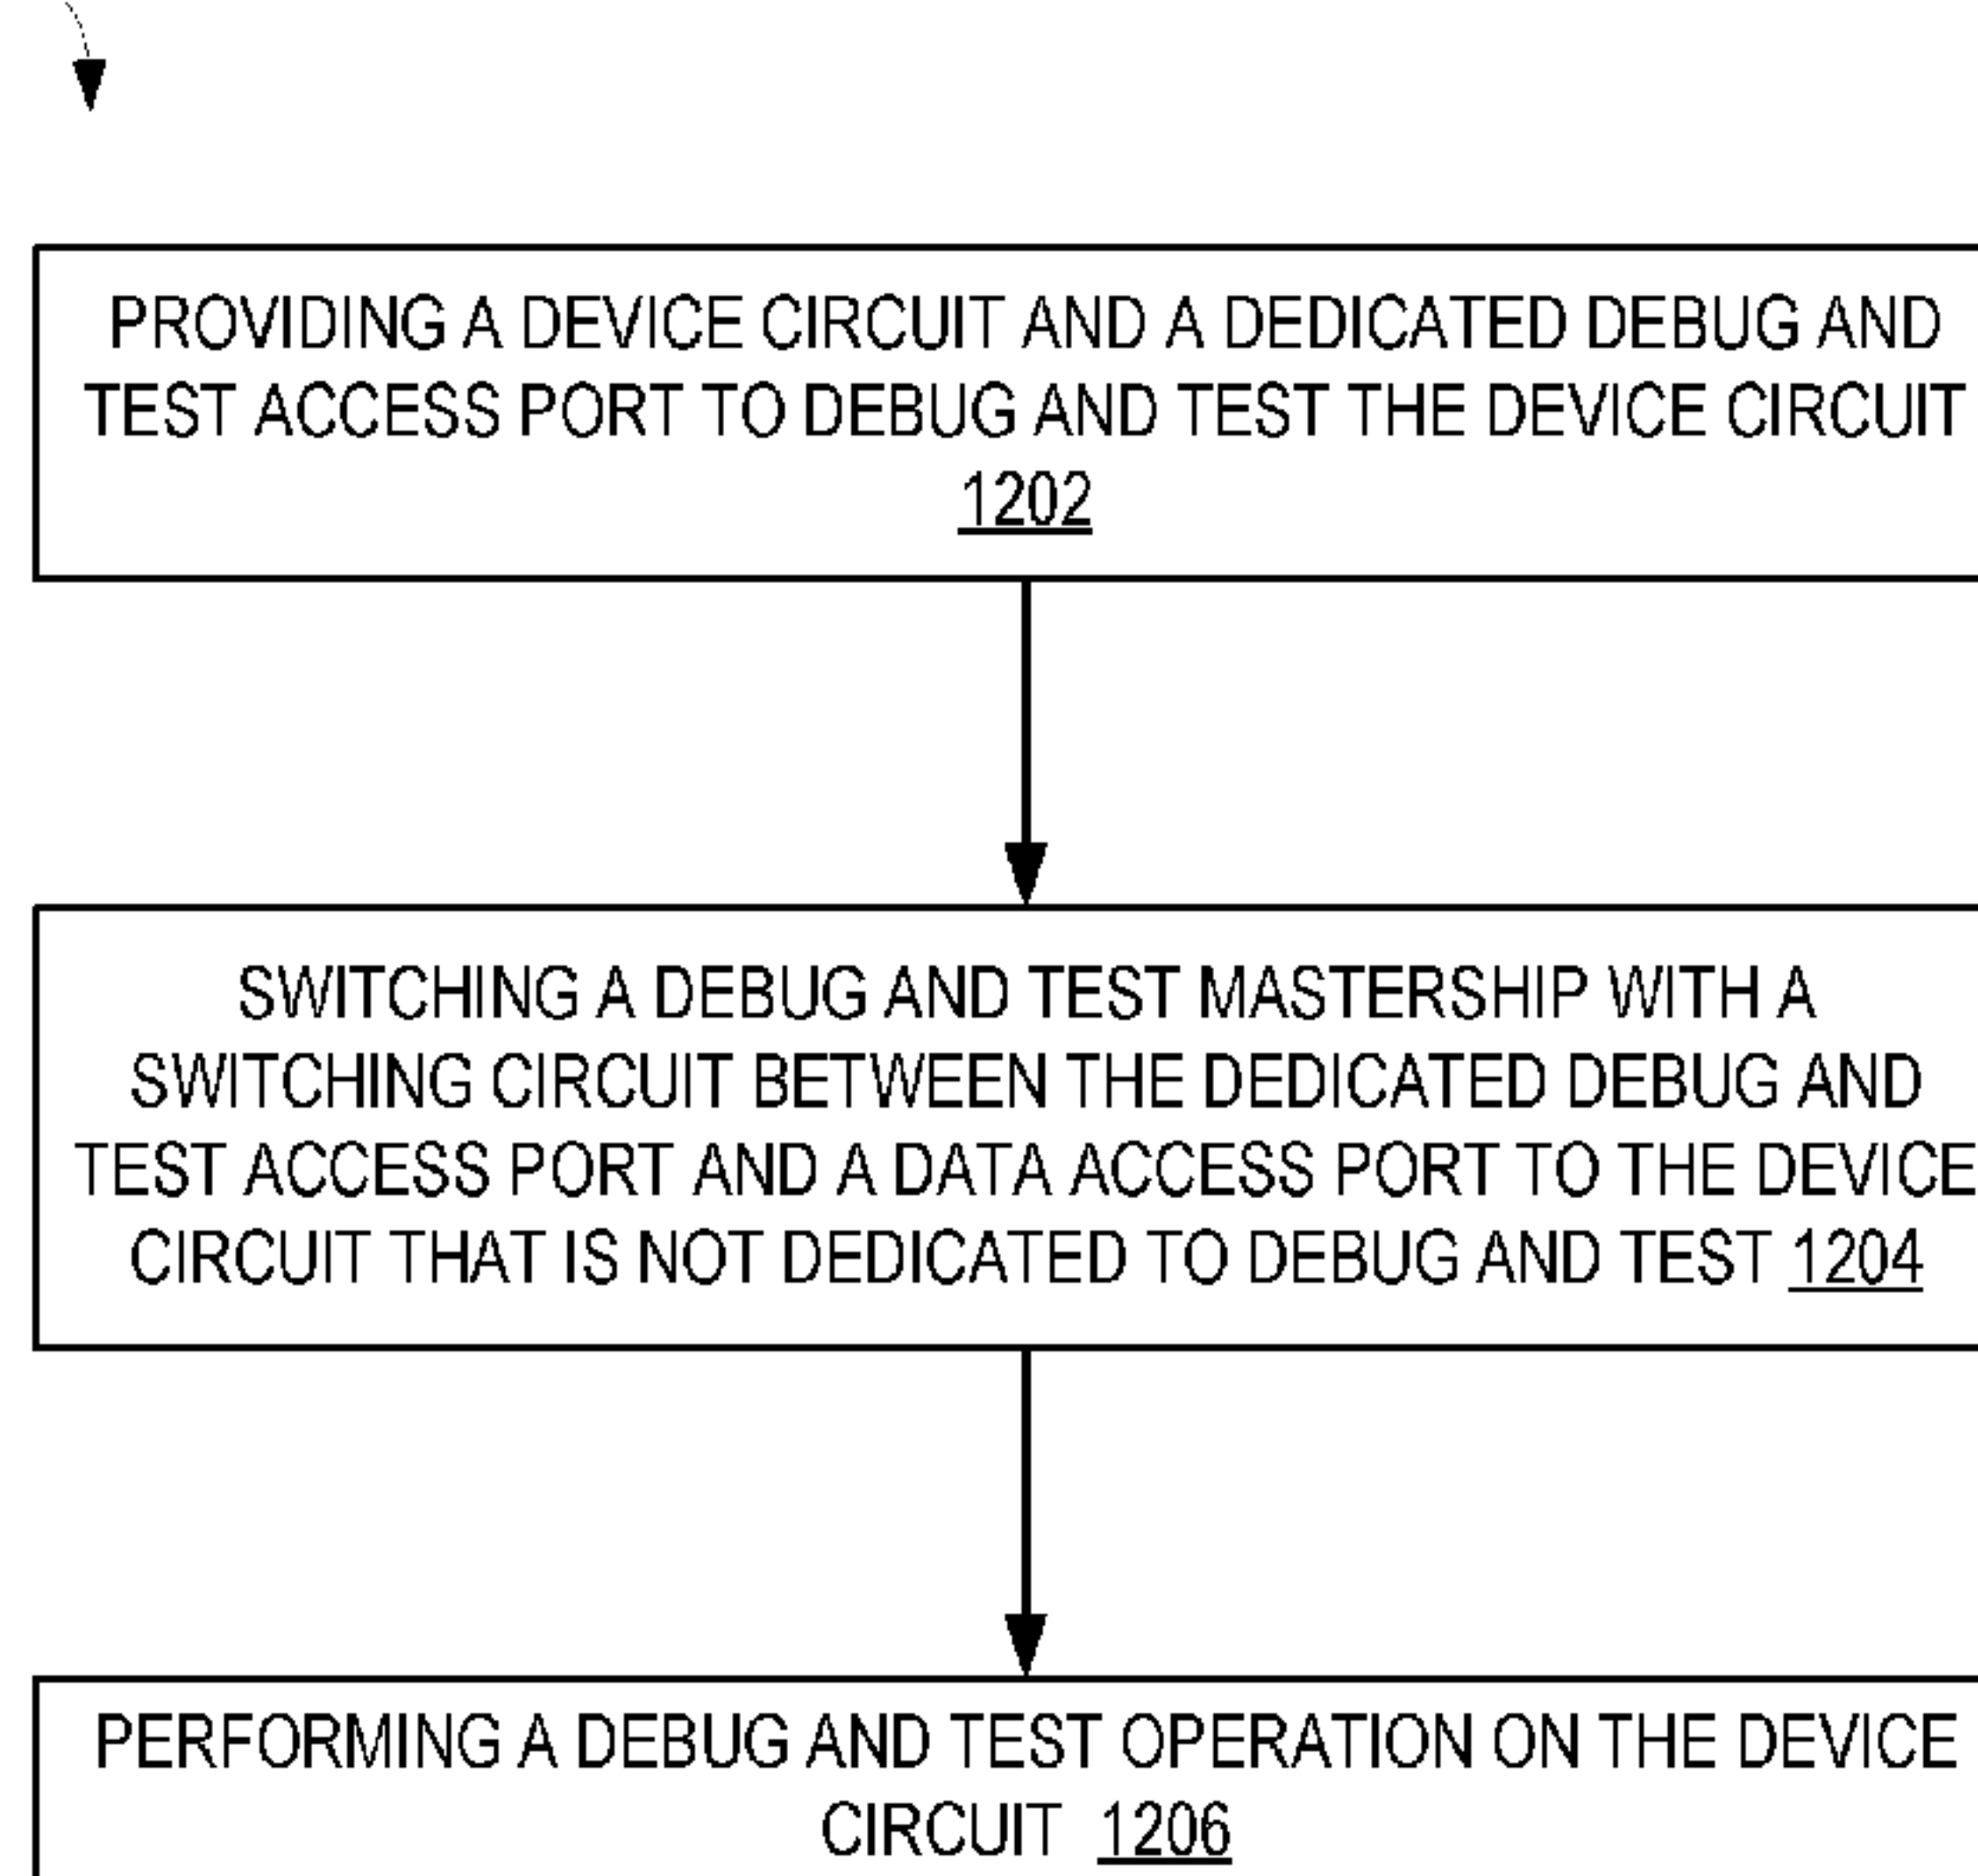 PROVIDING A DEVICE CIRCUIT AND A DEDICATED DEBUG AND
TEST ACCESS PORT TO DEBUG AND TEST THE DEVICE CIRCUIT
1202
SWITCHING A DEBUG AND TEST MASTERSHIP WITH A
SWITCHING CIRCUIT BETWEEN THE DEDICATED DEBUG AND
TEST ACCESS PORT AND A DATA ACCESS PORT TO THE DEVICE
CIRCUIT THAT IS NOT DEDICATED TO DEBUG AND TEST 1204
PERFORMING A DEBUG AND TEST OPERATION ON THE DEVICE
CIRCUIT 1206